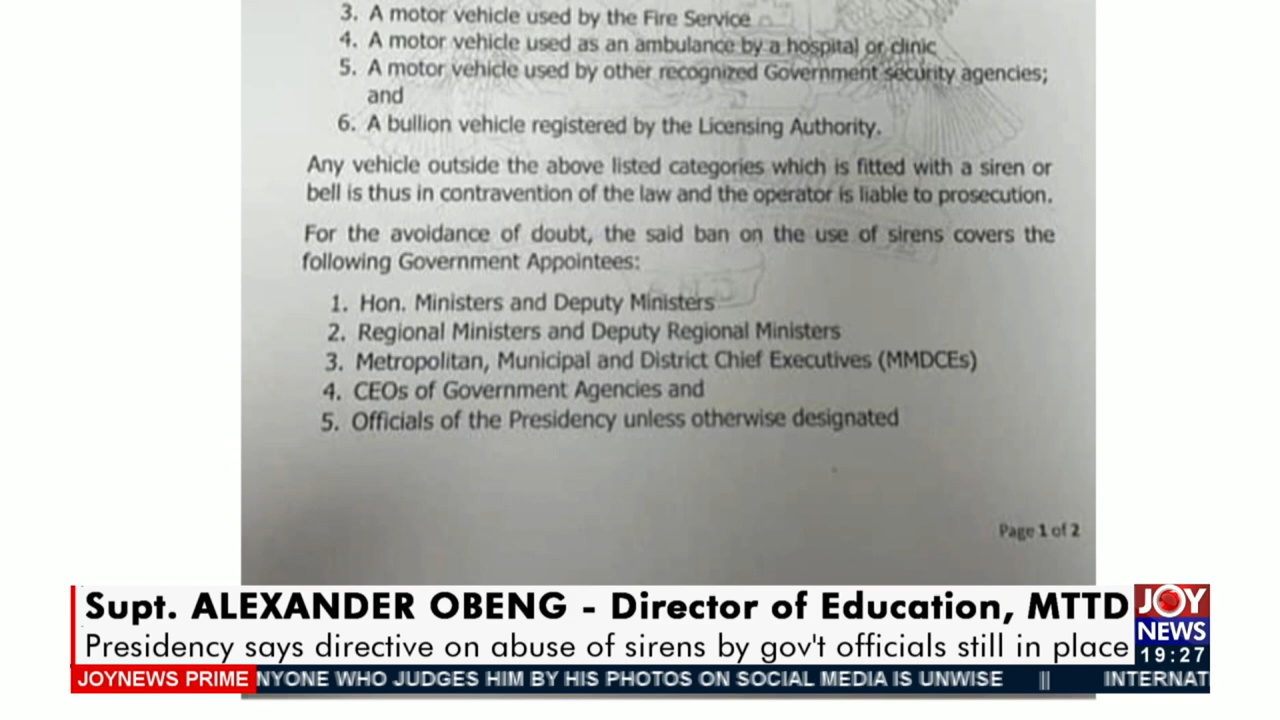 3. A motor vehicle used by the Fire Service
4. A motor vehicle used as an ambulance by a hospital or clinic
5. A motor vehicle used by other recognized Government security agencies;
and
6. A bullion vehicle registered by the Licensing Authority.
Any vehicle outside the above listed categories which is fitted with a siren or
bell is thus in contravention of the law and the operator is liable to prosecution.
For the avoidance of doubt, the said ban on the use of sirens covers the
following Government Appointees:
1. Hon. Ministers and Deputy Ministers
2. Regional Ministers and Deputy Regional Ministers
3. Metropolitan, Municipal and District Chief Executives (MMDCEs)
4. CEOs of Government Agencies and
5. Officials of the Presidency unless otherwise designated
Page 1 of 2
Supt. ALEXANDER OBENG - Director of Education, MTTD
Presidency says directive on abuse of sirens by gov't officials still in place
JOY
NEWS
19:27
JOYNEWS PRIME
NYONE WHO JUDGES HIM BY HIS PHOTOS ON SOCIAL MEDIA IS UNWISE || INTERNAT